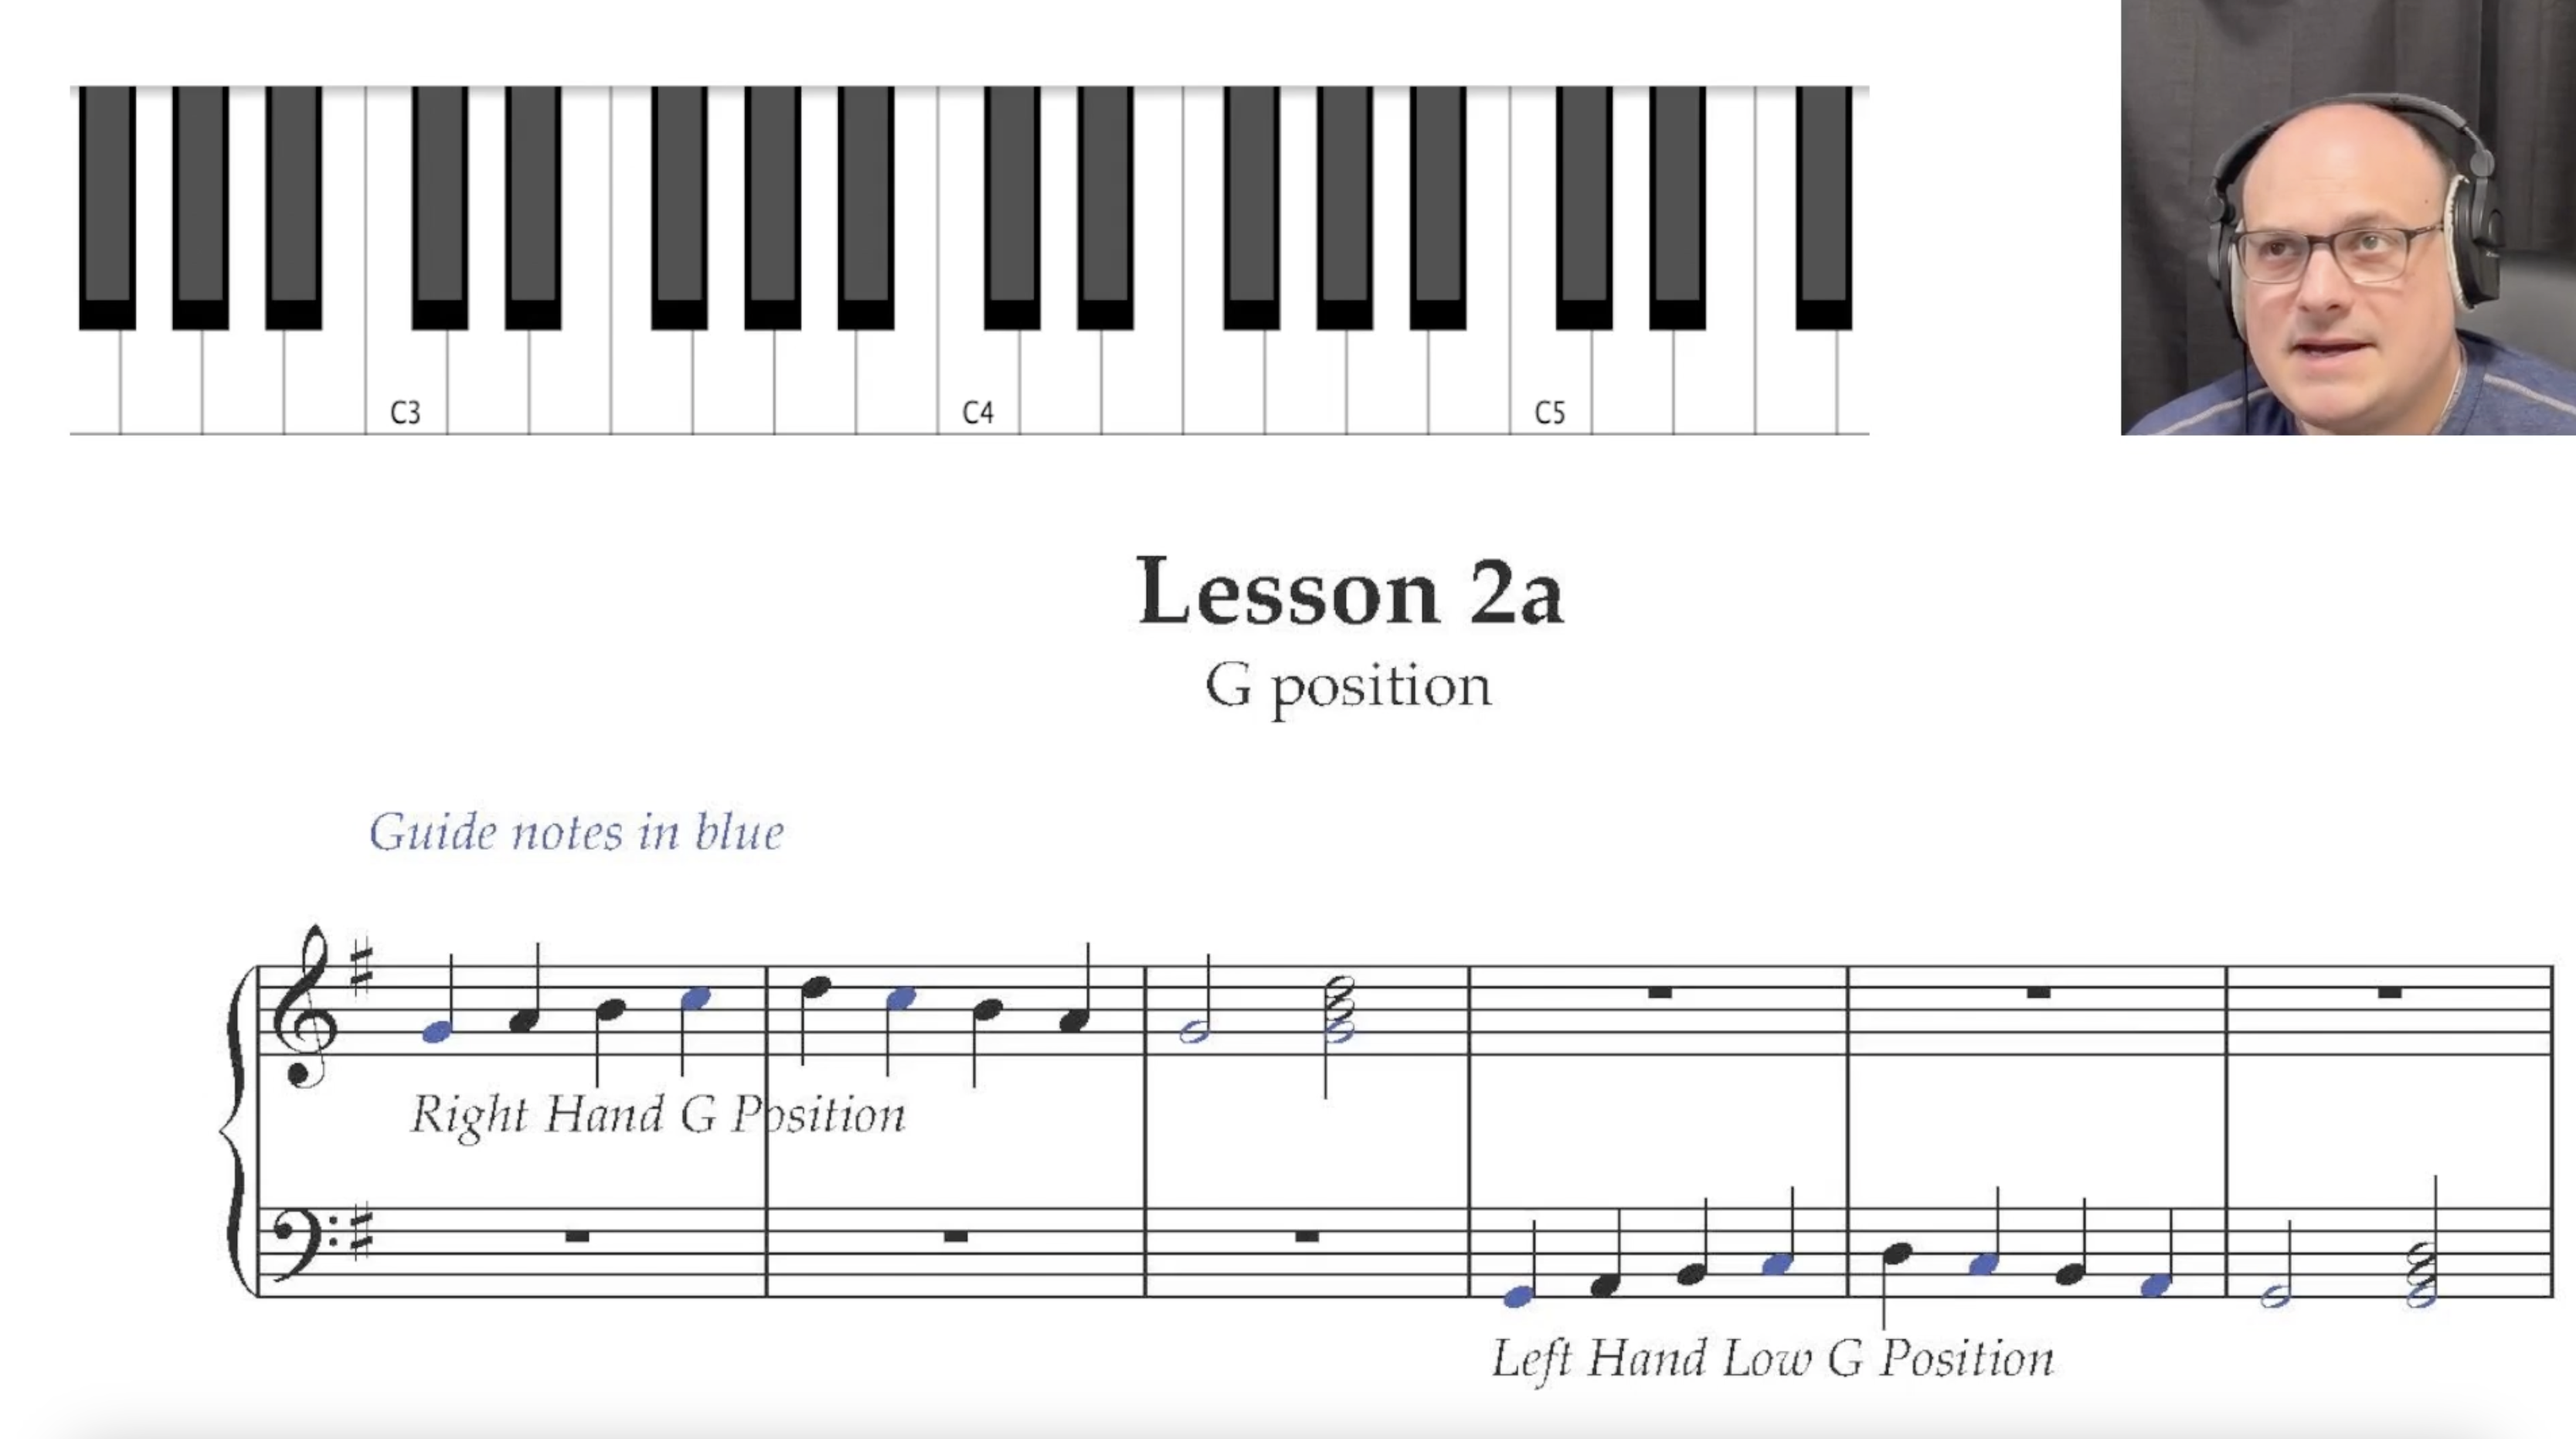 C3 C4 C5
Lesson 2a
G position
Guide notes in blue
Right Hand G Position
Left Hand Low G Position